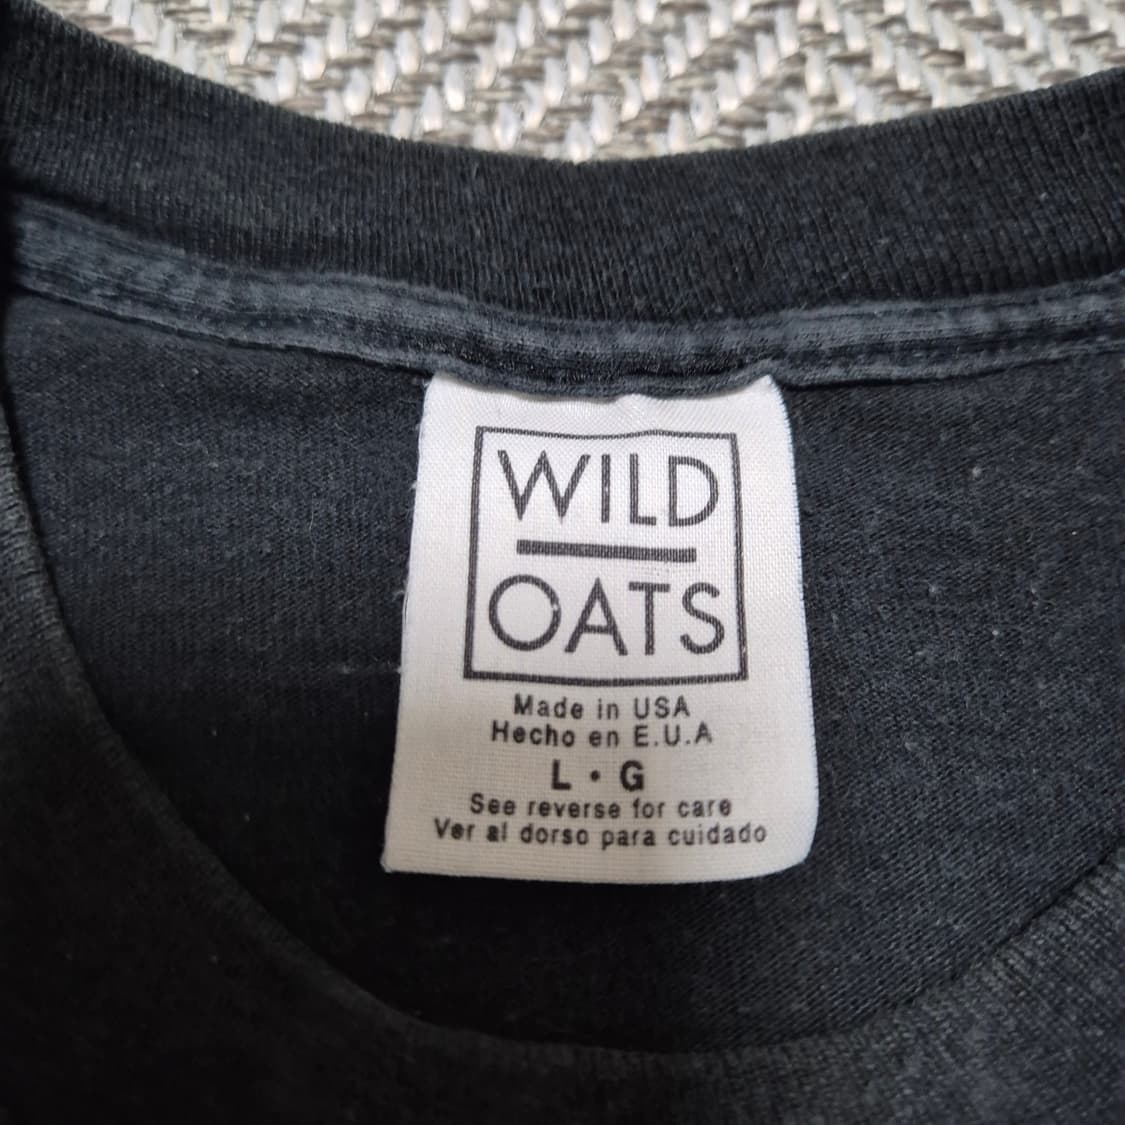 WILD
OATS
Made in USA
Hecho en E.U.A
L • G
See reverse for care
Ver al dorso para cuidado